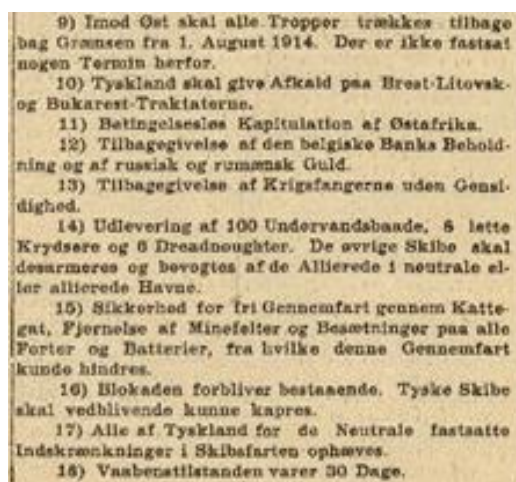 9) Imod Øst skal alle Tropper trækkes tilbage
bag Grænsen fra 1. August 1914. Der er ikke fastsat
nogen Termin herfor.
10) Tyskland skal give Afkald paa Brest-Litovsk-
og Bukarest-Traktaterne.
11) Betingelsesløs Kapitulation af Østafrika.
12) Tilbagegivelse af den belgiske Banks Behold-
ning og af russisk og rumænsk Guld.
13) Tilbagegivelse af Krigsfangerne uden Gensi-
dighed.
14) Udlevering af 100 Undervandsbaade, 8 lette
Krydsere og 6 Dreadnoughter. De øvrige Skibe skal
desarmeres og bevogtes af de Allierede i neutrale el-
ler allierede Havne.
15) Sikkerhed for fri Gennemfart gennem Katte-
gat, Fjernelse af Minefelter og Besætninger paa alle
Forter og Batterier, fra hvilke denne Gennemfart
kunde hindres.
16) Blokaden forbliver bestaaende. Tyske Skibe
skal vedblivende kunne kapres.
17) Alle af Tyskland for de Neutrale fastsatte
Indskrænkninger i Skibsfarten ophæves.
18) Vaabenstilstanden varer 30 Dage.